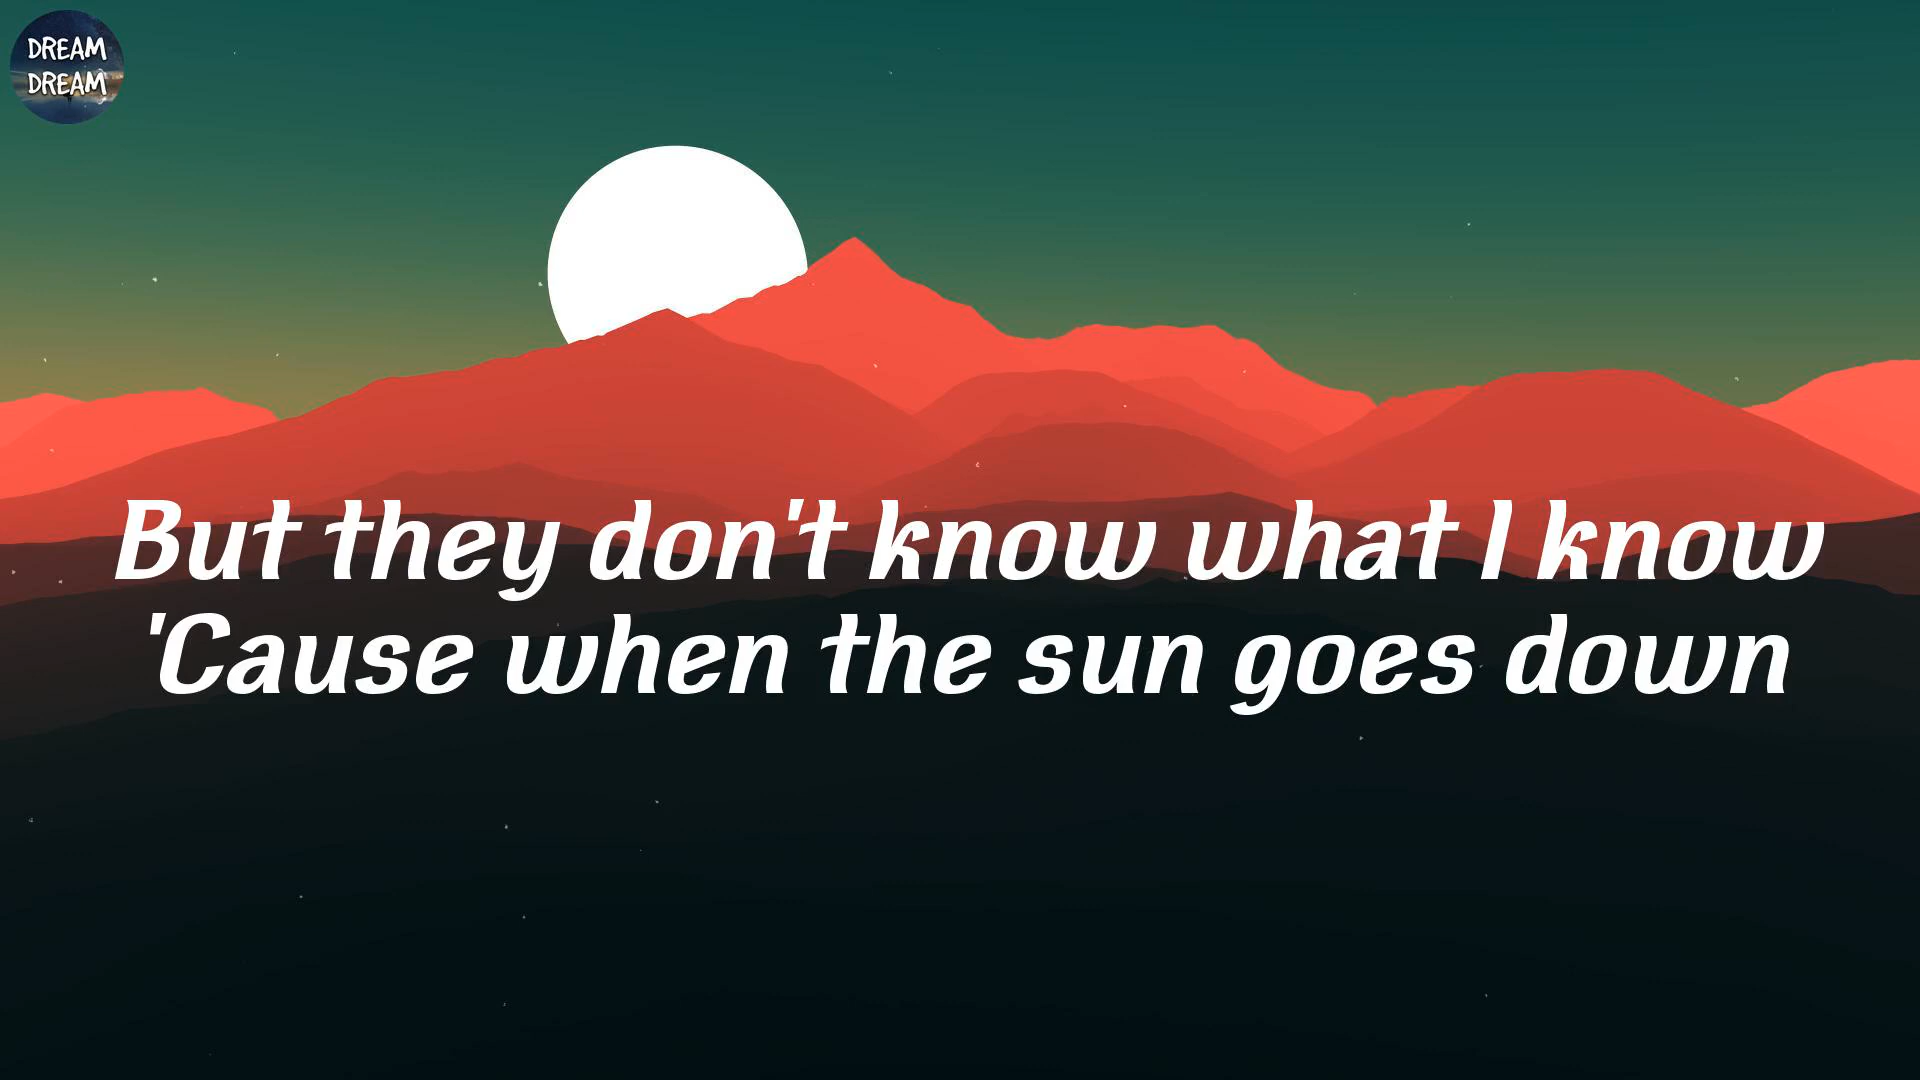 DREAM
DREAM
But they don't know what I know
'Cause when the sun goes down